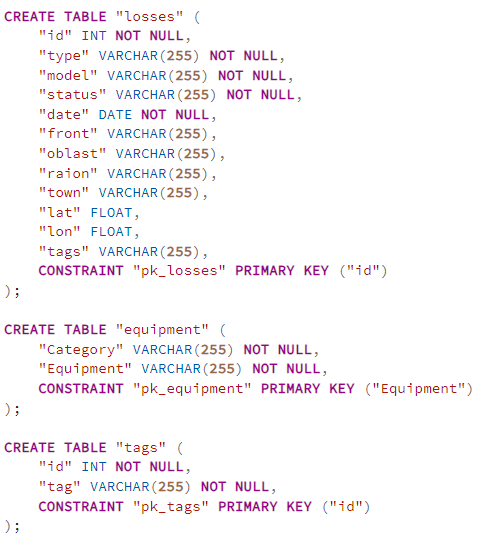 CREATE TABLE "losses" (
"id" INT NOT NULL,
"type" VARCHAR(255) NOT NULL,
"model" VARCHAR(255) NOT NULL,
"status" VARCHAR(255) NOT NULL,
"date" DATE NOT NULL,
"front" VARCHAR(255),
"oblast" VARCHAR(255),
"raion" VARCHAR(255),
"town" VARCHAR(255),
"lat" FLOAT,
"lon" FLOAT,
"tags" VARCHAR(255),
CONSTRAINT "pk_losses" PRIMARY KEY ("id")
);
CREATE TABLE "equipment" (
"Category" VARCHAR(255) NOT NULL,
"Equipment" VARCHAR(255) NOT NULL,
CONSTRAINT "pk_equipment" PRIMARY KEY ("Equipment")
);
CREATE TABLE "tags" (
"id" INT NOT NULL,
"tag" VARCHAR(255) NOT NULL,
CONSTRAINT "pk_tags" PRIMARY KEY ("id")
);